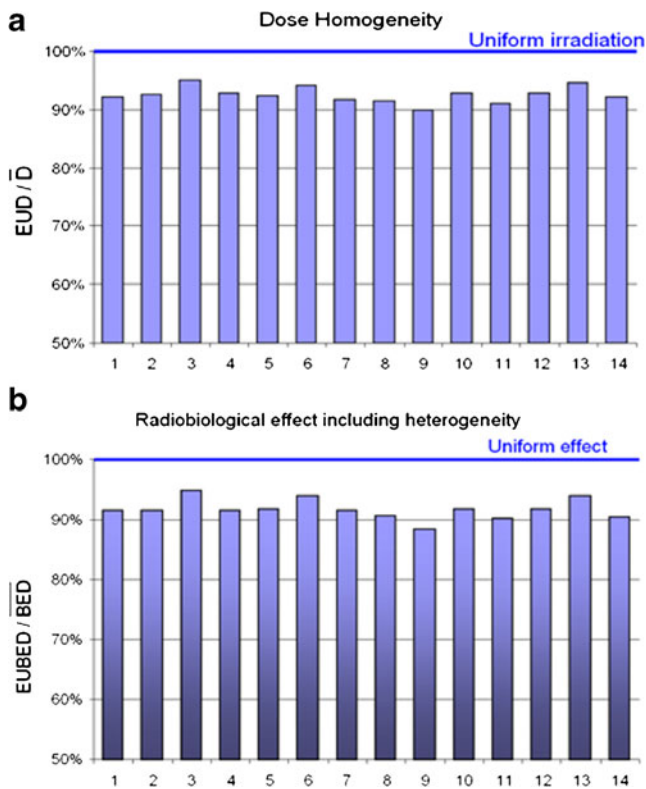 a
Dose Homogeneity
Uniform irradiation
100%
90%
80%
70%
60%
50%
EUD / D̅
1 2 3 4 5 6 7 8 9 10 11 12 13 14
b
Radiobiological effect including heterogeneity
Uniform effect
100%
90%
80%
70%
60%
50%
EUBED / B̅E̅D̅
1 2 3 4 5 6 7 8 9 10 11 12 13 14